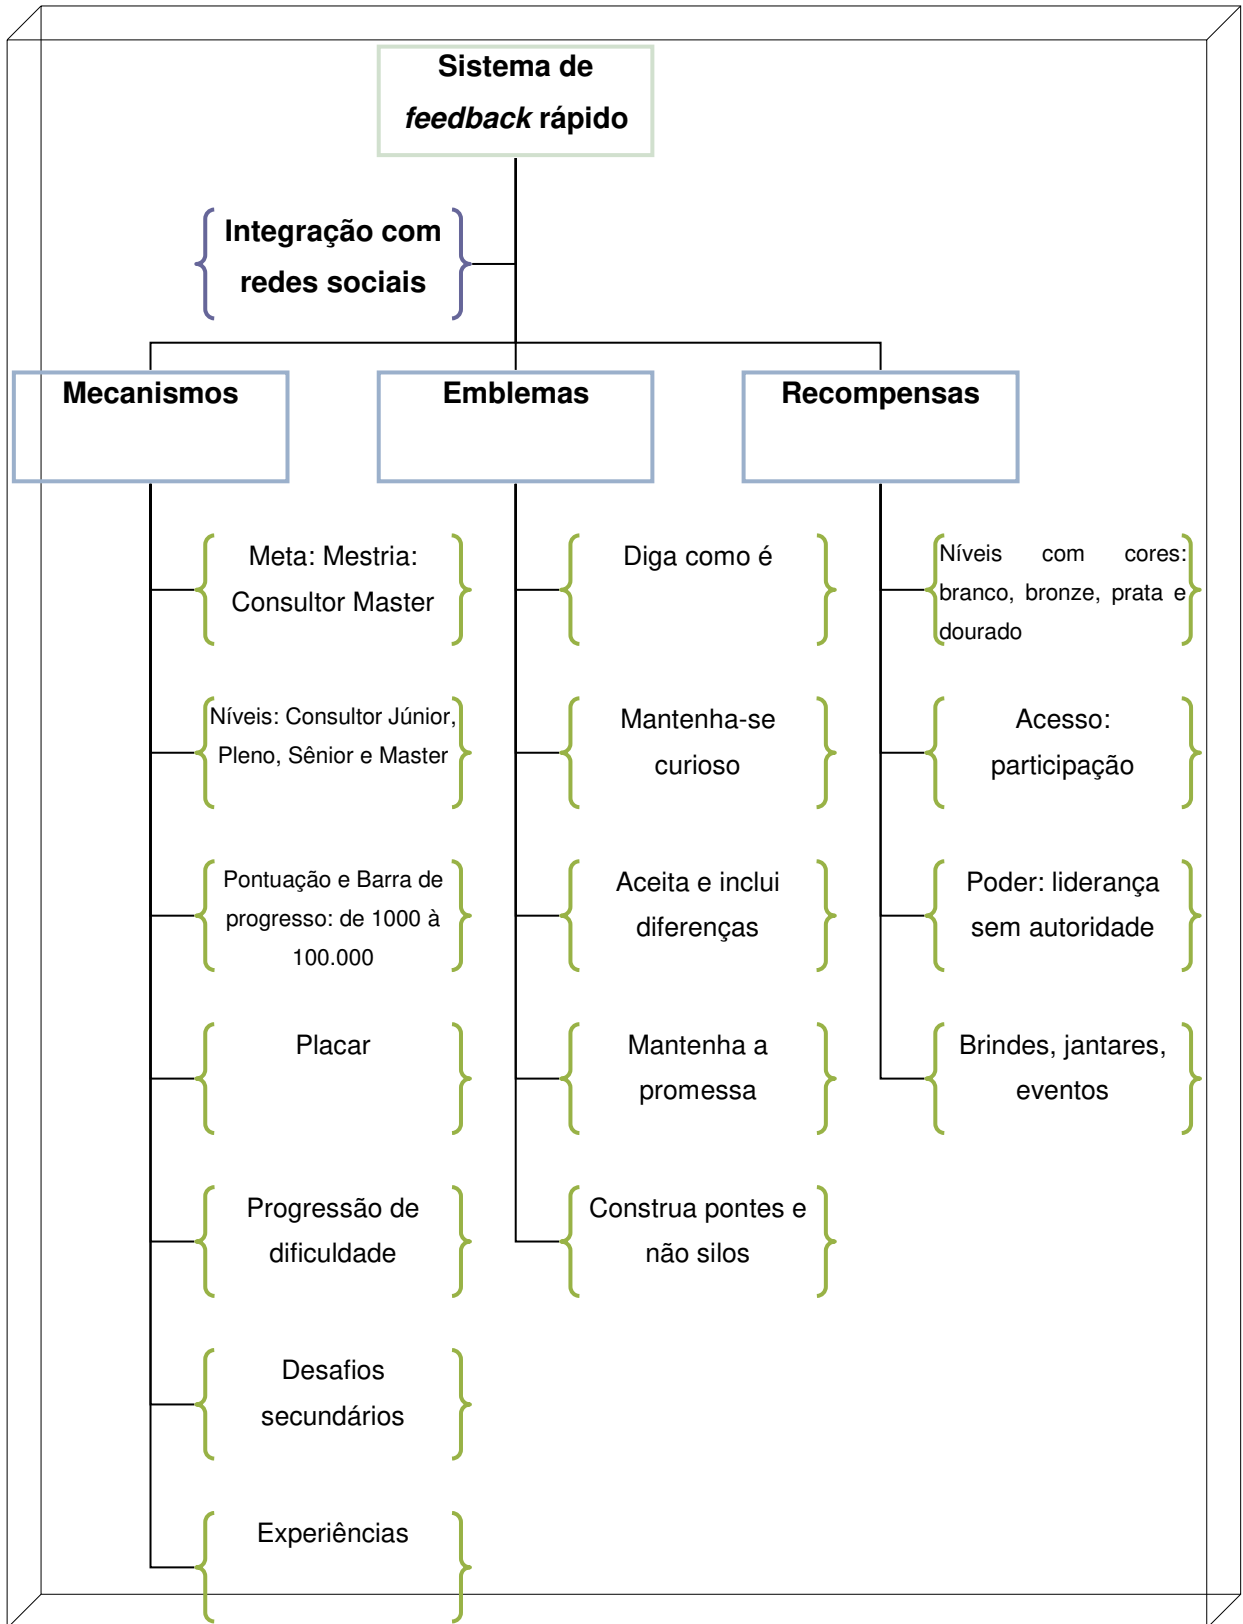 Sistema de
feedback rápido
Integração com
redes sociais
Mecanismos
Emblemas
Recompensas
Meta: Mestria:
Consultor Master
Níveis: Consultor Júnior,
Pleno, Sênior e Master
Pontuação e Barra de
progresso: de 1000 à
100.000
Placar
Progressão de
dificuldade
Desafios
secundários
Experiências
Diga como é
Mantenha-se
curioso
Aceita e inclui
diferenças
Mantenha a
promessa
Construa pontes e
não silos
Níveis com cores:
branco, bronze, prata e
dourado
Acesso:
participação
Poder: liderança
sem autoridade
Brindes, jantares,
eventos